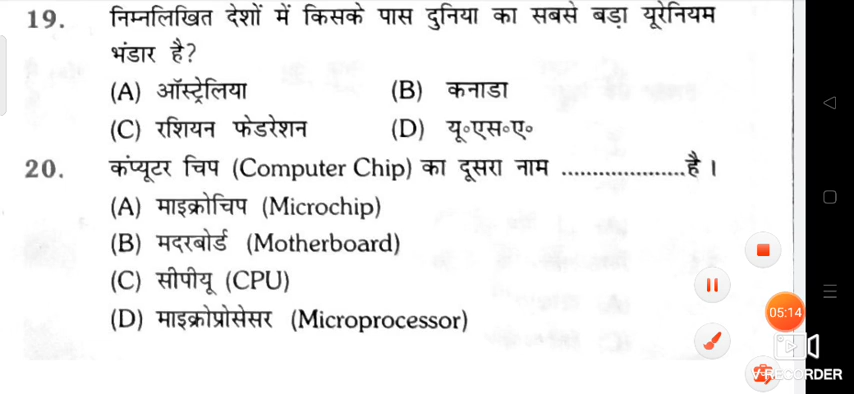 19. निम्नलिखित देशों में किसके पास दुनिया का सबसे बड़ा यूरेनियम
भंडार है?
(A) ऑस्ट्रेलिया (B) कनाडा
(C) रशियन फेडरेशन (D) यू॰एस॰ए॰
20. कंप्यूटर चिप (Computer Chip) का दूसरा नाम ....................है ।
(A) माइक्रोचिप (Microchip)
(B) मदरबोर्ड (Motherboard)
(C) सीपीयू (CPU)
(D) माइक्रोप्रोसेसर (Microprocessor)
05:14
V RECORDER